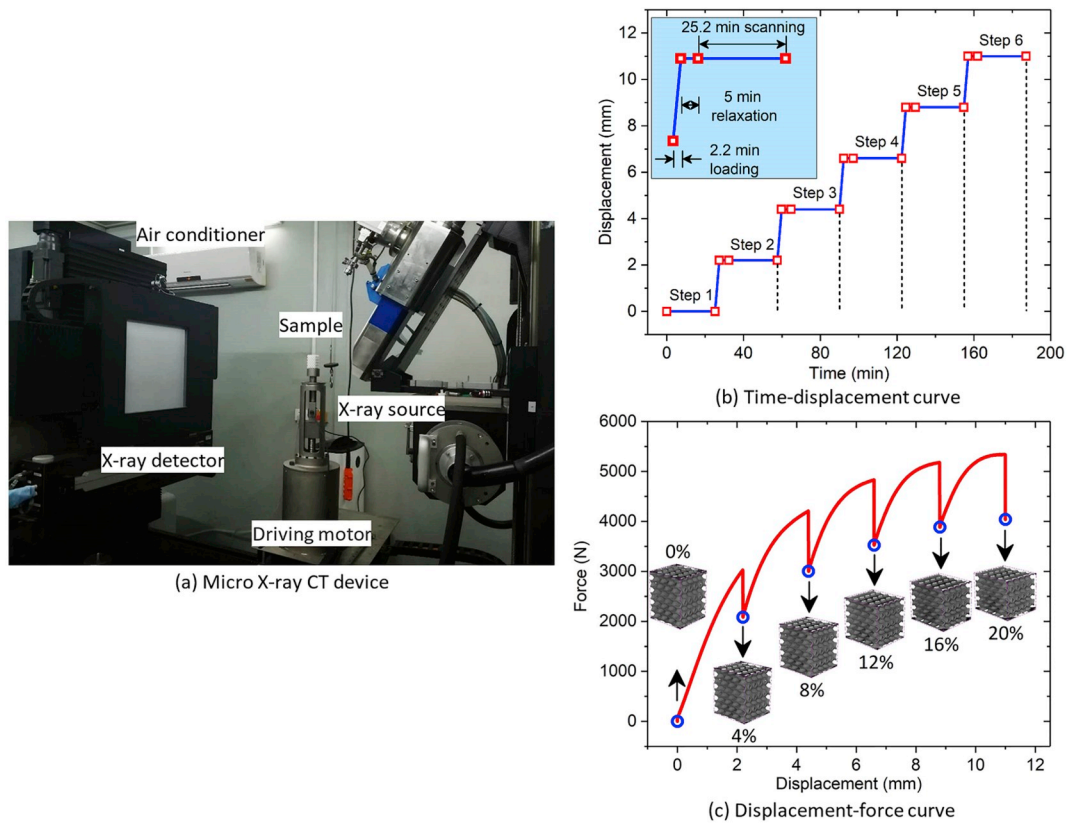 Air conditioner
Sample
X-ray source
X-ray detector
Driving motor
(a) Micro X-ray CT device
25.2 min scanning
5 min
relaxation
2.2 min
loading
Step 1
Step 2
Step 3
Step 4
Step 5
Step 6
Displacement (mm)
0
2
4
6
8
10
12
0
40
80
120
160
200
Time (min)
(b) Time-displacement curve
Force (N)
6000
5000
4000
3000
2000
1000
0
0%
4%
8%
12%
16%
20%
0
2
4
6
8
10
12
Displacement (mm)
(c) Displacement-force curve